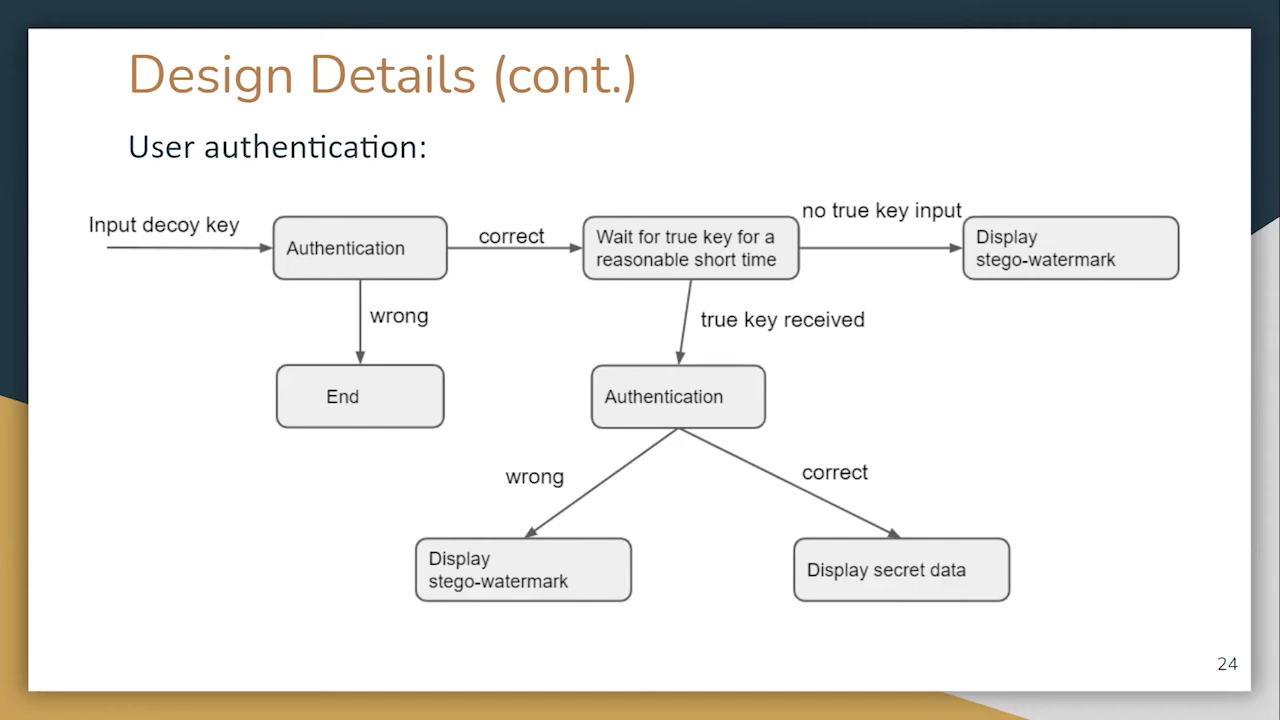 Design Details (cont.)
User authentication:
Input decoy key
Authentication
correct
Wait for true key for a
reasonable short time
no true key input
Display
stego-watermark
wrong
true key received
End
Authentication
wrong
correct
Display
stego-watermark
Display secret data
24